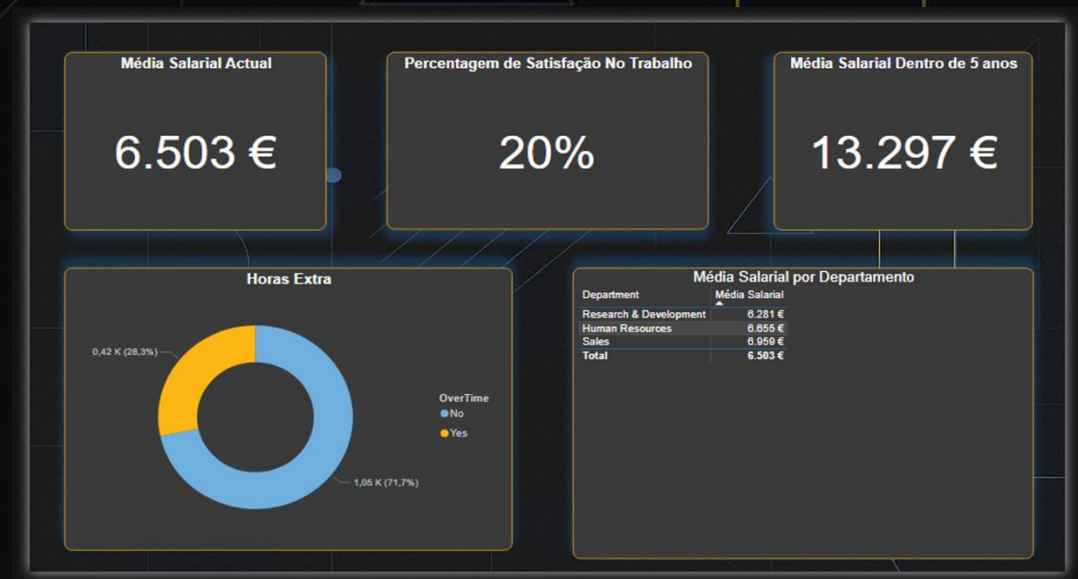 Média Salarial Actual
6.503 €
Percentagem de Satisfação No Trabalho
20%
Média Salarial Dentro de 5 anos
13.297 €
Horas Extra
0,42 K (28,3%)
1,05 K (71,7%)
OverTime
No
Yes
Média Salarial por Departamento
Department Média Salarial
Research & Development 6.281 €
Human Resources 6.655 €
Sales 6.959 €
Total 6.503 €